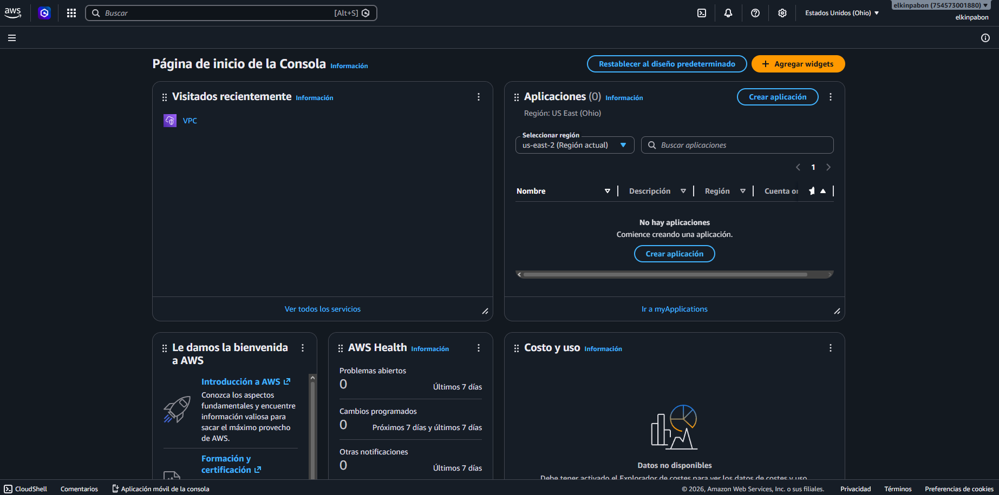 aws
Buscar [Alt+S]
Estados Unidos (Ohio)
elkinpabon (754573001880)
elkinpabon
Página de inicio de la Consola Información
Restablecer al diseño predeterminado
Agregar widgets
Visitados recientemente Información
VPC
Ver todos los servicios
Aplicaciones (0) Información
Crear aplicación
Región: US East (Ohio)
Seleccionar región
us-east-2 (Región actual)
Buscar aplicaciones
1
Nombre Descripción Región Cuenta or
No hay aplicaciones
Comience creando una aplicación.
Crear aplicación
Ir a myApplications
Le damos la bienvenida
a AWS
Introducción a AWS
Conozca los aspectos
fundamentales y encuentre
información valiosa para
sacar el máximo provecho
de AWS.
Formación y
certificación
AWS Health Información
Problemas abiertos
0 Últimos 7 días
Cambios programados
0 Próximos 7 días y últimos 7 días
Otras notificaciones
0 Últimos 7 días
Costo y uso Información
Datos no disponibles
Debe tener activado el Explorador de costes para ver los datos de costes y uso
CloudShell Comentarios Aplicación móvil de la consola
© 2026, Amazon Web Services, Inc. o sus filiales. Privacidad Términos Preferencias de cookies